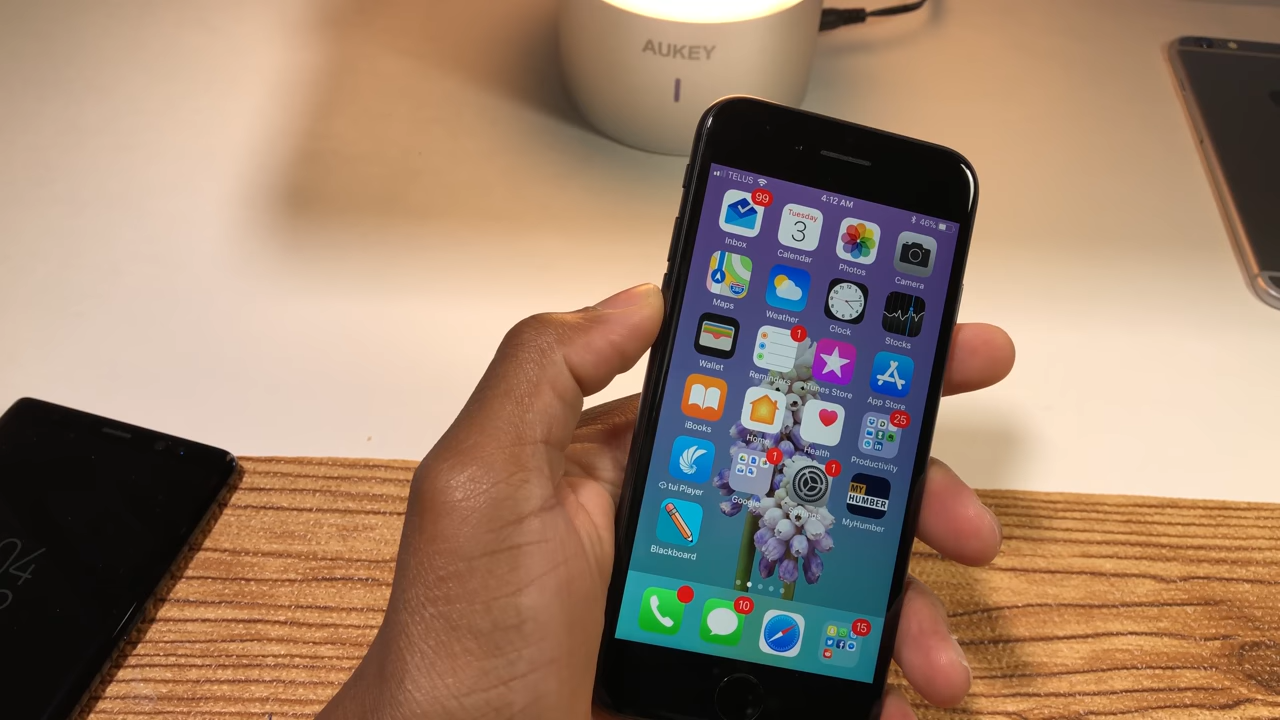 AUKEY
TELUS
4:12 AM
46%
99
Inbox
Tuesday
3
Calendar
Photos
Camera
280
Maps
Weather
Clock
Stocks
Wallet
1
Reminders
iTunes Store
App Store
iBooks
Home
Health
25
Productivity
tui Player
1
Google
1
Settings
MY
HUMBER
MyHumber
Blackboard
10
15
04